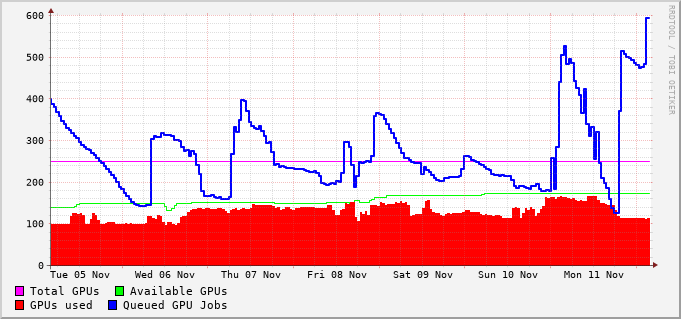 600
500
400
300
200
100
0
Tue 05 Nov Wed 06 Nov Thu 07 Nov Fri 08 Nov Sat 09 Nov Sun 10 Nov Mon 11 Nov
Total GPUs Available GPUs
GPUs used Queued GPU Jobs
RRDTOOL / TOBI OETIKER